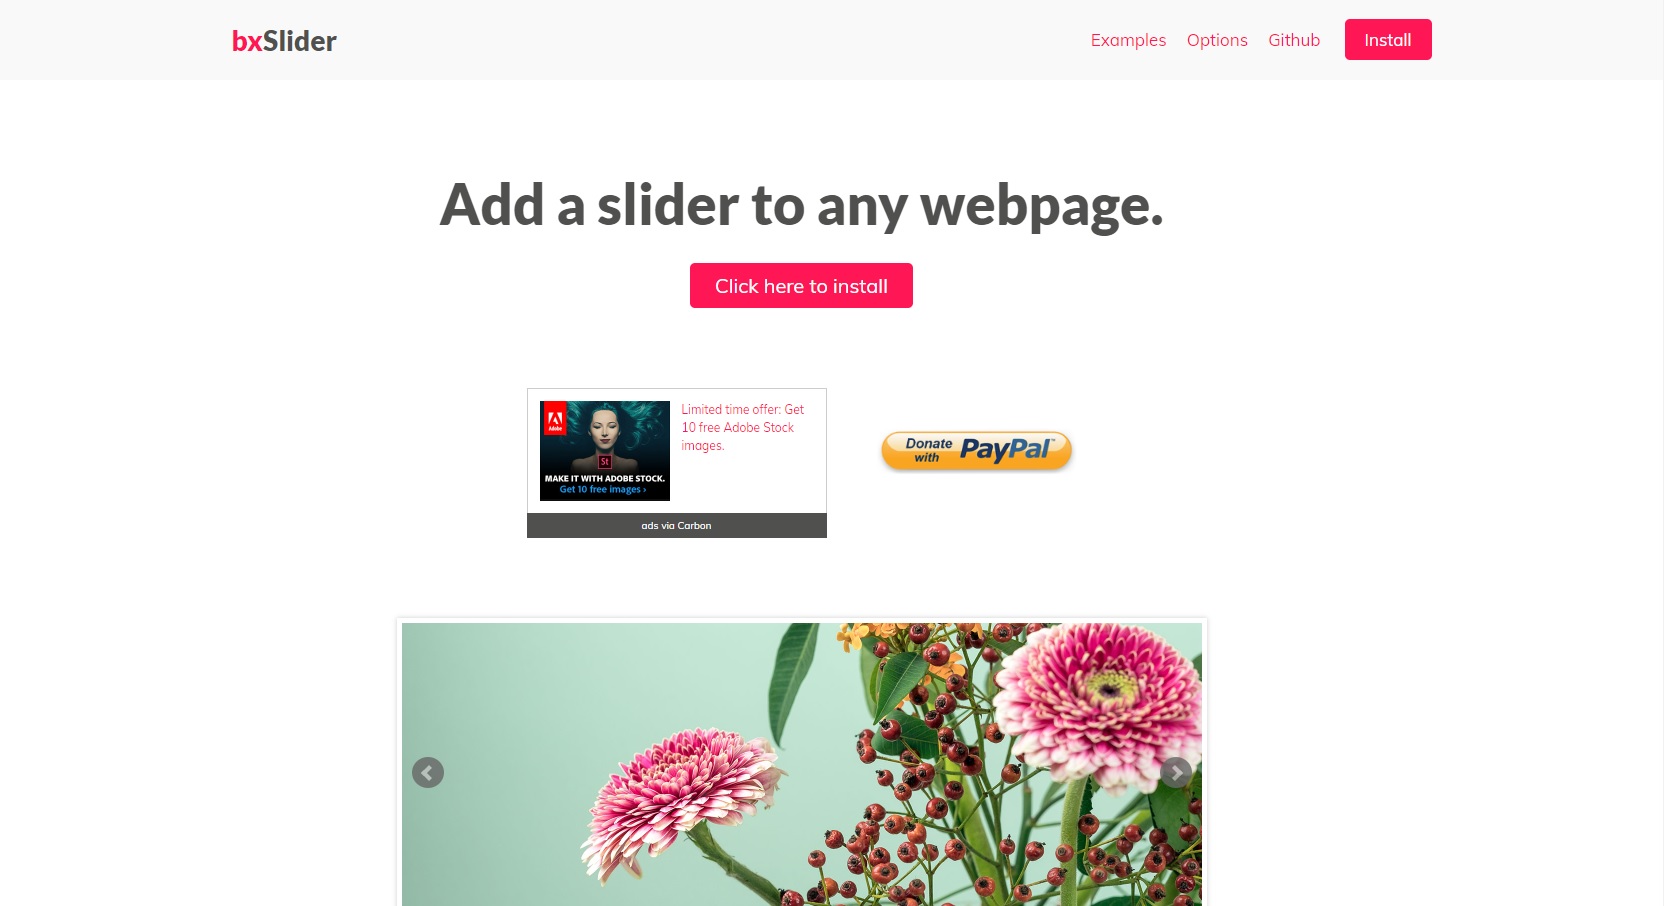 bxSlider
Examples
Options
Github
Install
Add a slider to any webpage.
Click here to install
Adobe
St
MAKE IT WITH ADOBE STOCK.
Get 10 free images ›
Limited time offer: Get
10 free Adobe Stock
images.
ads via Carbon
Donate
with
PayPal™